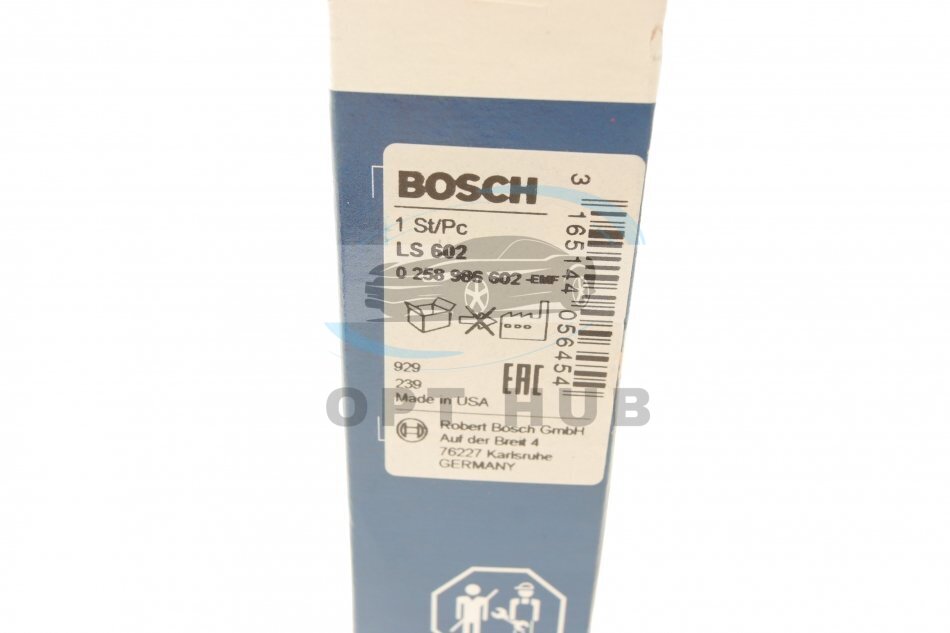 BOSCH
1 St/Pc
LS 602
0 258 986 602
3 165144 056454
929
239
Made in USA
EAC
OPT HUB
Robert Bosch GmbH
Auf der Breit 4
76227 Karlsruhe
GERMANY